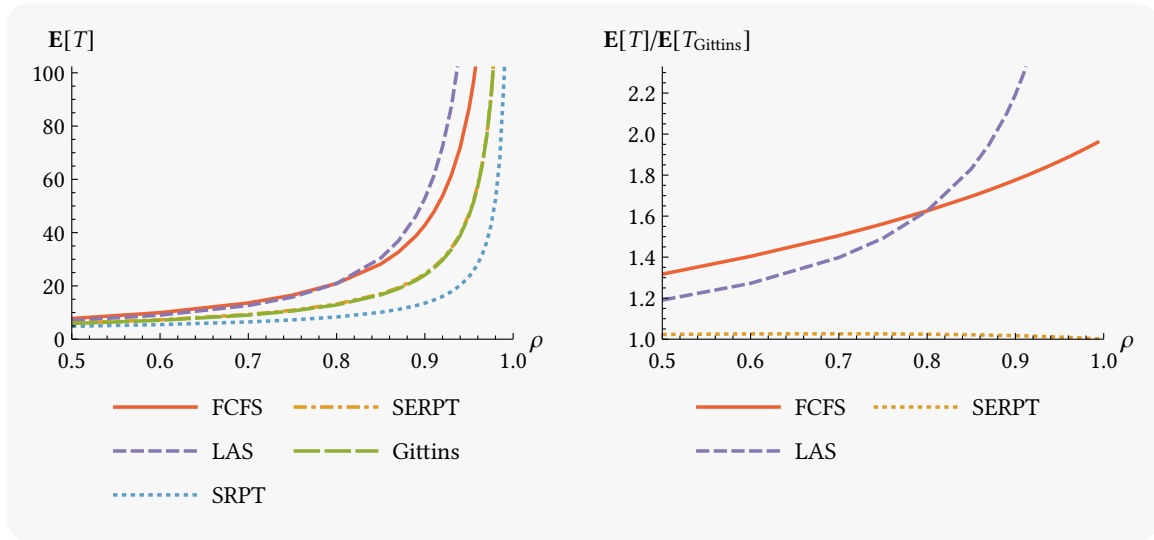 E[T]
100
80
60
40
20
0
0.5 0.6 0.7 0.8 0.9 1.0
ρ
FCFS SERPT
LAS Gittins
SRPT
E[T]/E[T_Gittins]
2.2
2.0
1.8
1.6
1.4
1.2
1.0
0.5 0.6 0.7 0.8 0.9 1.0
ρ
FCFS SERPT
LAS